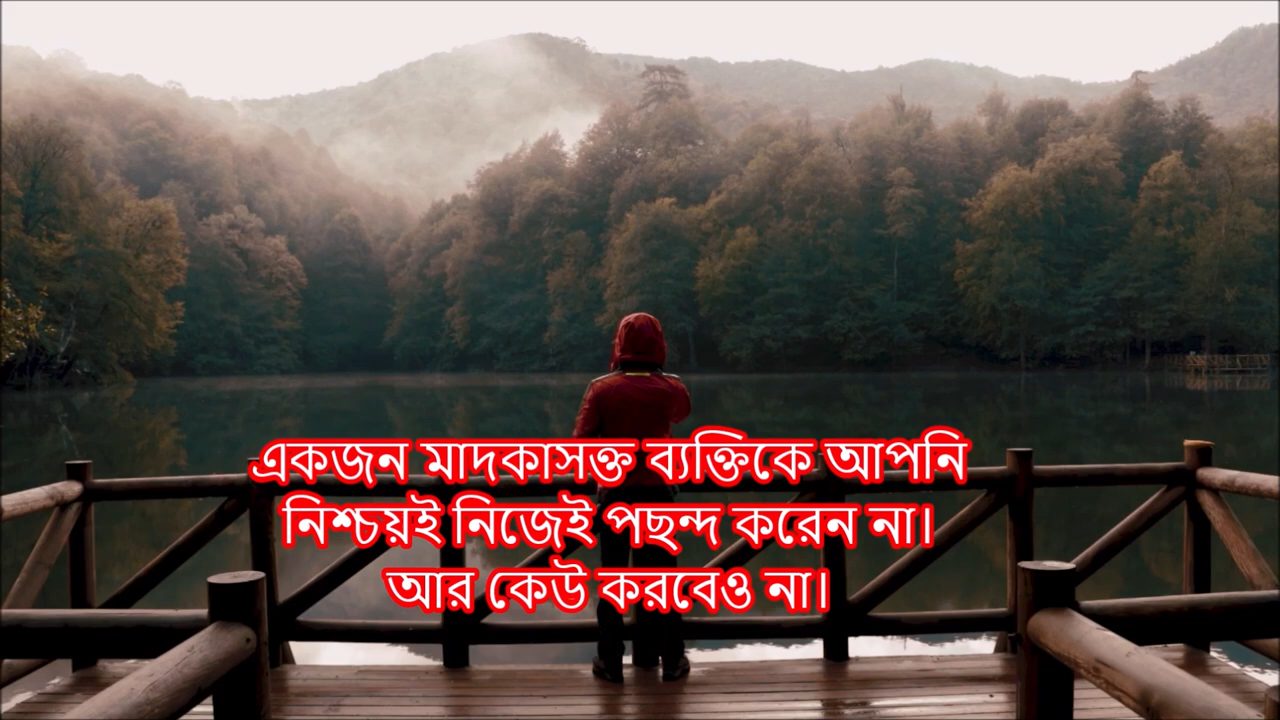 একজন মাদকাসক্ত ব্যক্তিকে আপনি
নিশ্চয়ই নিজেই পছন্দ করেন না।
আর কেউ করবেও না।